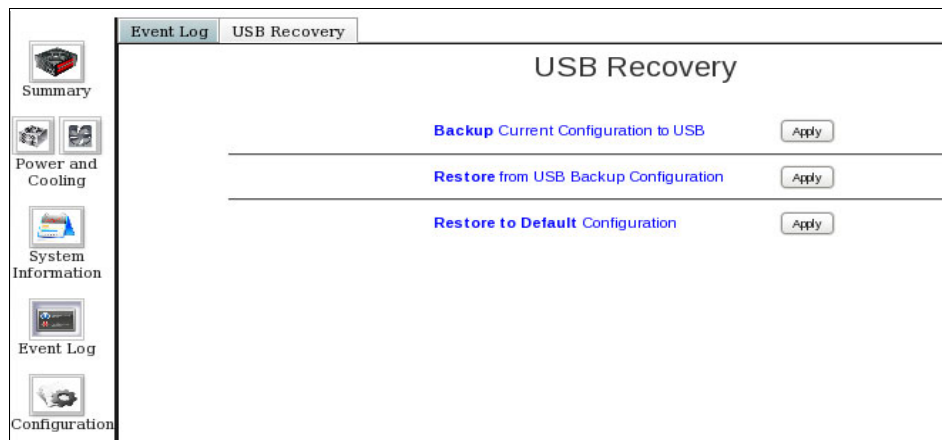 Event Log
USB Recovery
Summary
Power and
Cooling
System
Information
Event Log
Configuration
USB Recovery
Backup Current Configuration to USB
Apply
Restore from USB Backup Configuration
Apply
Restore to Default Configuration
Apply